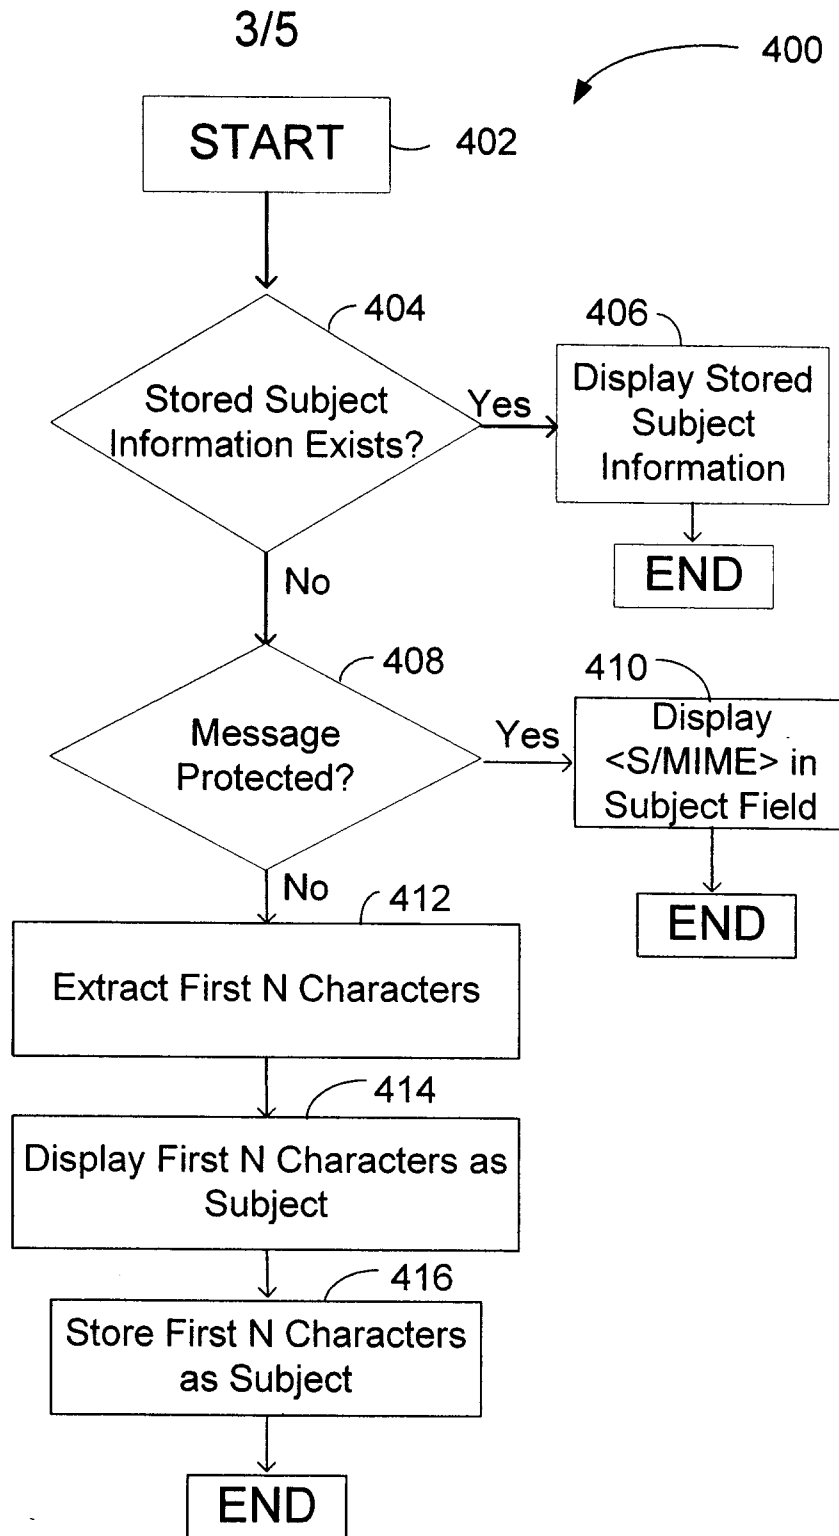 3/5
400
START
402
404
Stored Subject
Information Exists?
Yes
406
Display Stored
Subject
Information
END
No
408
Message
Protected?
Yes
410
Display
<S/MIME> in
Subject Field
END
No
412
Extract First N Characters
414
Display First N Characters as
Subject
416
Store First N Characters
as Subject
END